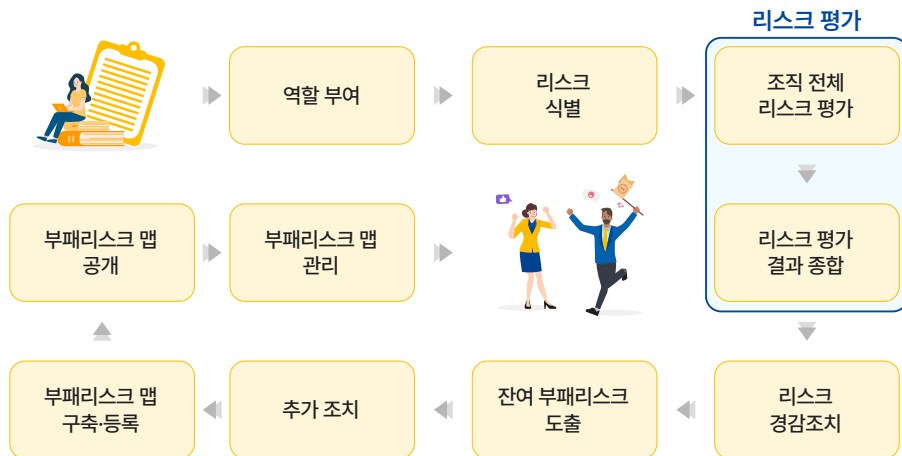 리스크 평가
역할 부여
리스크
식별
조직 전체
리스크 평가
리스크 평가
결과 종합
리스크
경감조치
잔여 부패리스크
도출
추가 조치
부패리스크 맵
구축·등록
부패리스크 맵
공개
부패리스크 맵
관리